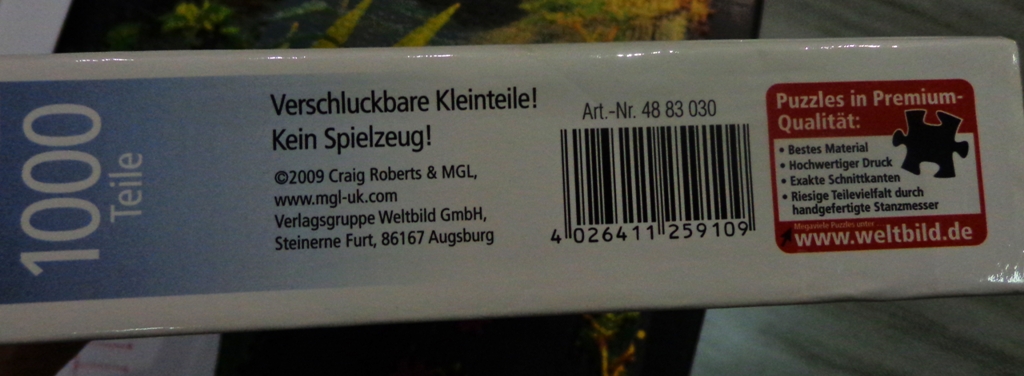 1000
Teile
Verschluckbare Kleinteile!
Kein Spielzeug!
©2009 Craig Roberts & MGL,
www.mgl-uk.com
Verlagsgruppe Weltbild GmbH,
Steinerne Furt, 86167 Augsburg
Art.-Nr. 48 83 030
4 026411 259109
Puzzles in Premium-
Qualität:
• Bestes Material
• Hochwertiger Druck
• Exakte Schnittkanten
• Riesige Teilevielfalt durch
handgefertigte Stanzmesser
Puzzles unter
www.weltbild.de